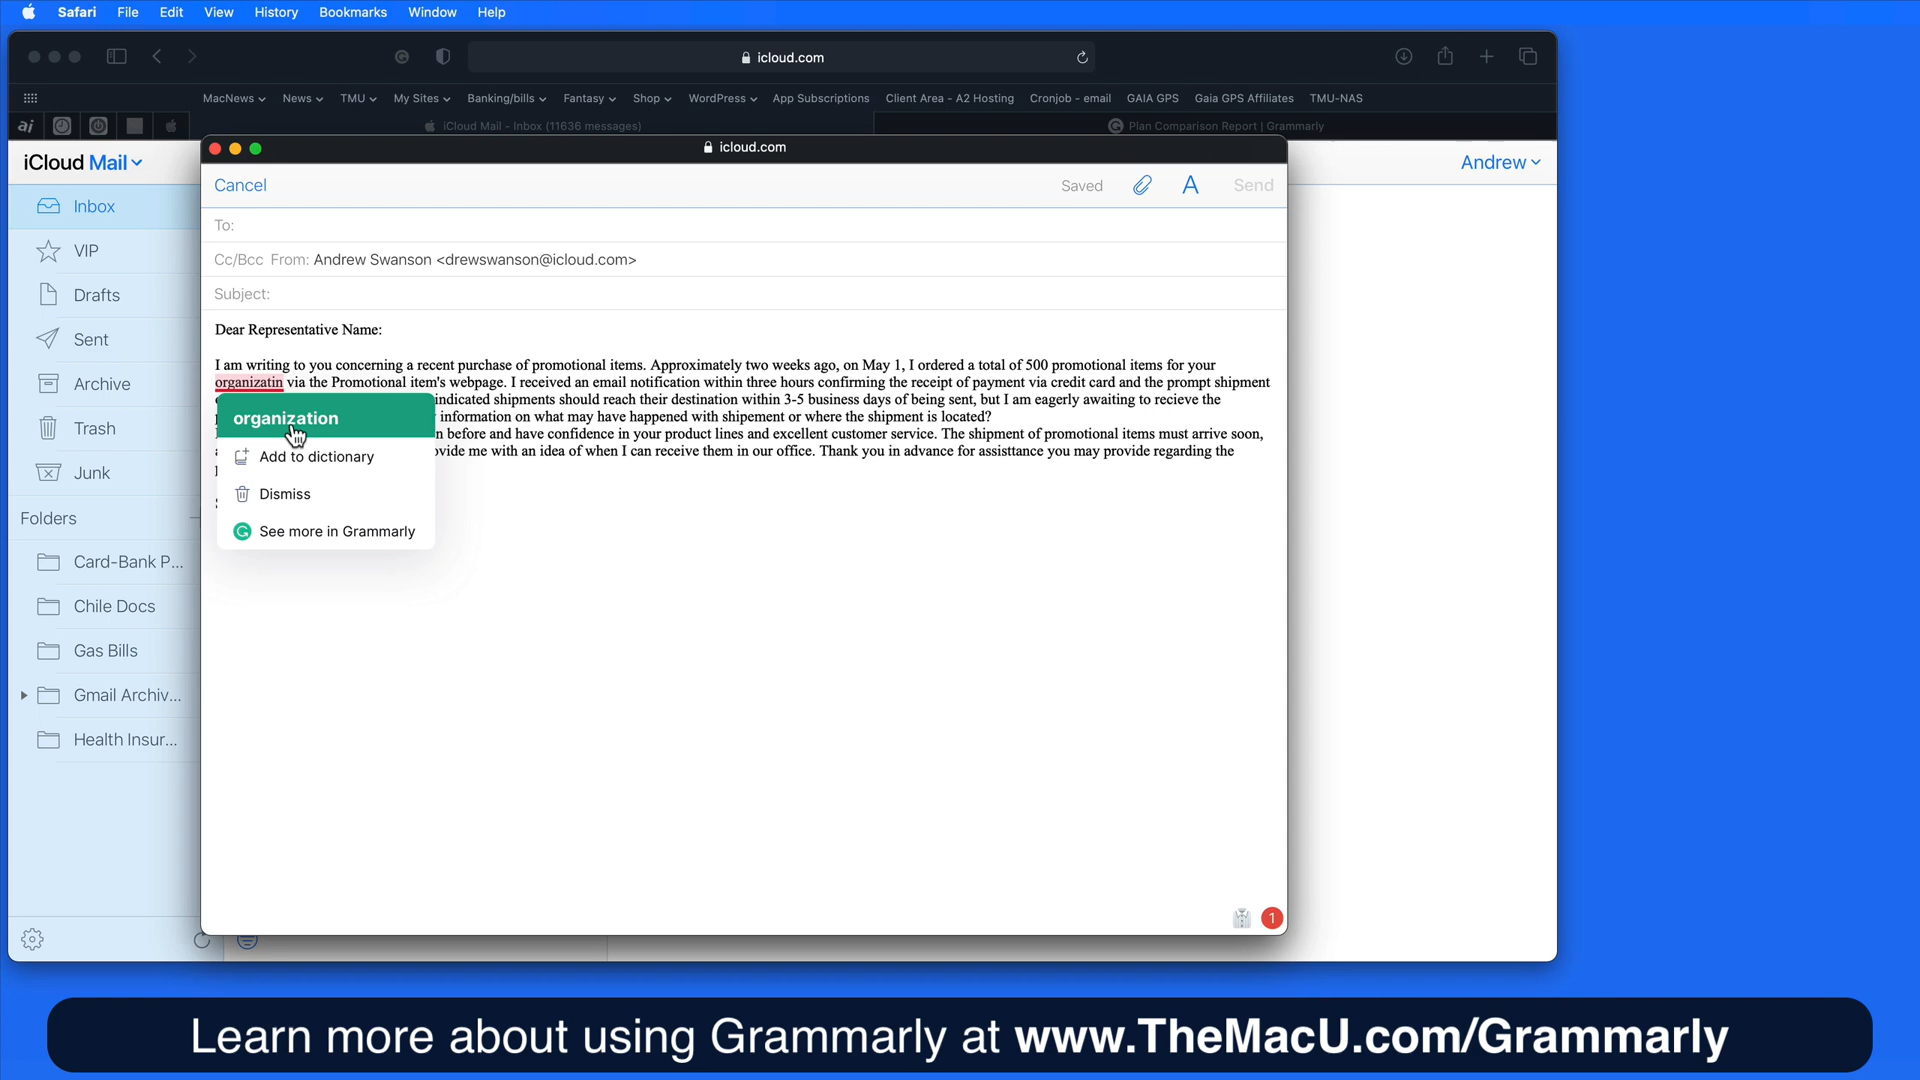 Safari File Edit View History Bookmarks Window Help
icloud.com
MacNews News TMU My Sites Banking/bills Fantasy Shop WordPress App Subscriptions Client Area - A2 Hosting Cronjob - email GAIA GPS Gaia GPS Affiliates TMU-NAS
ai iCloud Mail - Inbox (11636 messages) Plan Comparison Report | Grammarly
iCloud Mail
Andrew
icloud.com
Cancel Saved A Send
Inbox
VIP
Drafts
Sent
Archive
Trash
Junk
Folders
Card-Bank P...
Chile Docs
Gas Bills
Gmail Archiv...
Health Insur...
To:
Cc/Bcc From: Andrew Swanson <drewswanson@icloud.com>
Subject:
Dear Representative Name:
I am writing to you concerning a recent purchase of promotional items. Approximately two weeks ago, on May 1, I ordered a total of 500 promotional items for your
organizatin via the Promotional item's webpage. I received an email notification within three hours confirming the receipt of payment via credit card and the prompt shipment
indicated shipments should reach their destination within 3-5 business days of being sent, but I am eagerly awaiting to recieve the
information on what may have happened with shipement or where the shipment is located?
n before and have confidence in your product lines and excellent customer service. The shipment of promotional items must arrive soon,
ovide me with an idea of when I can receive them in our office. Thank you in advance for assisttance you may provide regarding the
organization
Add to dictionary
Dismiss
See more in Grammarly
1
Learn more about using Grammarly at www.TheMacU.com/Grammarly